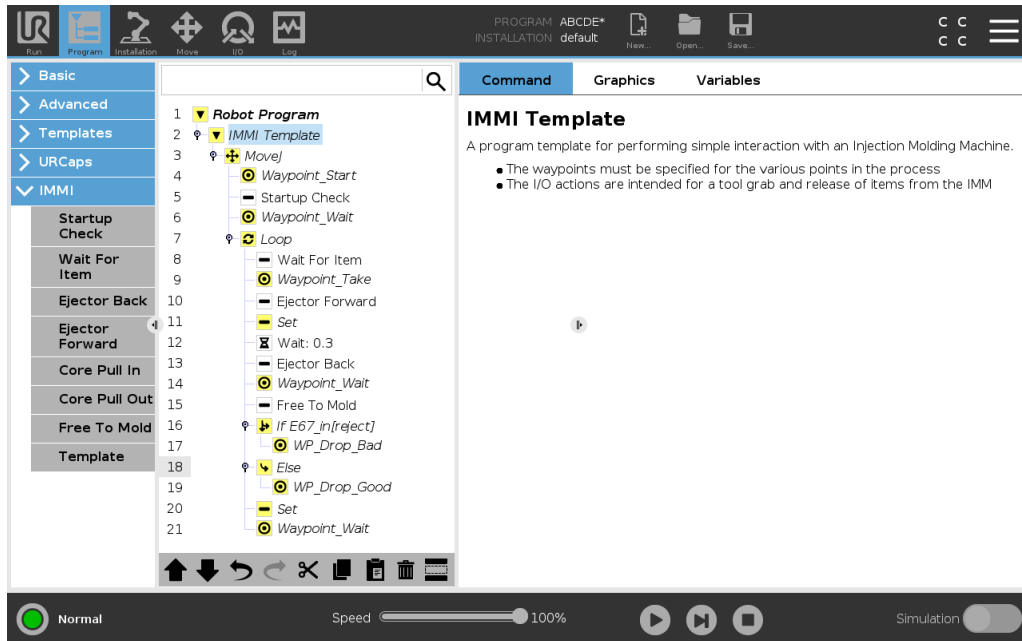 UR
Run
Program
Installation
Move
I/O
Log
PROGRAM ABCDE*
INSTALLATION default
New...
Open...
Save...
C C
C C
Basic
Advanced
Templates
URCaps
IMMI
Startup
Check
Wait For
Item
Ejector Back
Ejector
Forward
Core Pull In
Core Pull Out
Free To Mold
Template
1 Robot Program
2 IMMI Template
3 MoveJ
4 Waypoint_Start
5 Startup Check
6 Waypoint_Wait
7 Loop
8 Wait For Item
9 Waypoint_Take
10 Ejector Forward
11 Set
12 Wait: 0.3
13 Ejector Back
14 Waypoint_Wait
15 Free To Mold
16 If E67_in[reject]
17 WP_Drop_Bad
18 Else
19 WP_Drop_Good
20 Set
21 Waypoint_Wait
Command Graphics Variables
IMMI Template
A program template for performing simple interaction with an Injection Molding Machine.
• The waypoints must be specified for the various points in the process
• The I/O actions are intended for a tool grab and release of items from the IMM
Normal
Speed 100%
Simulation